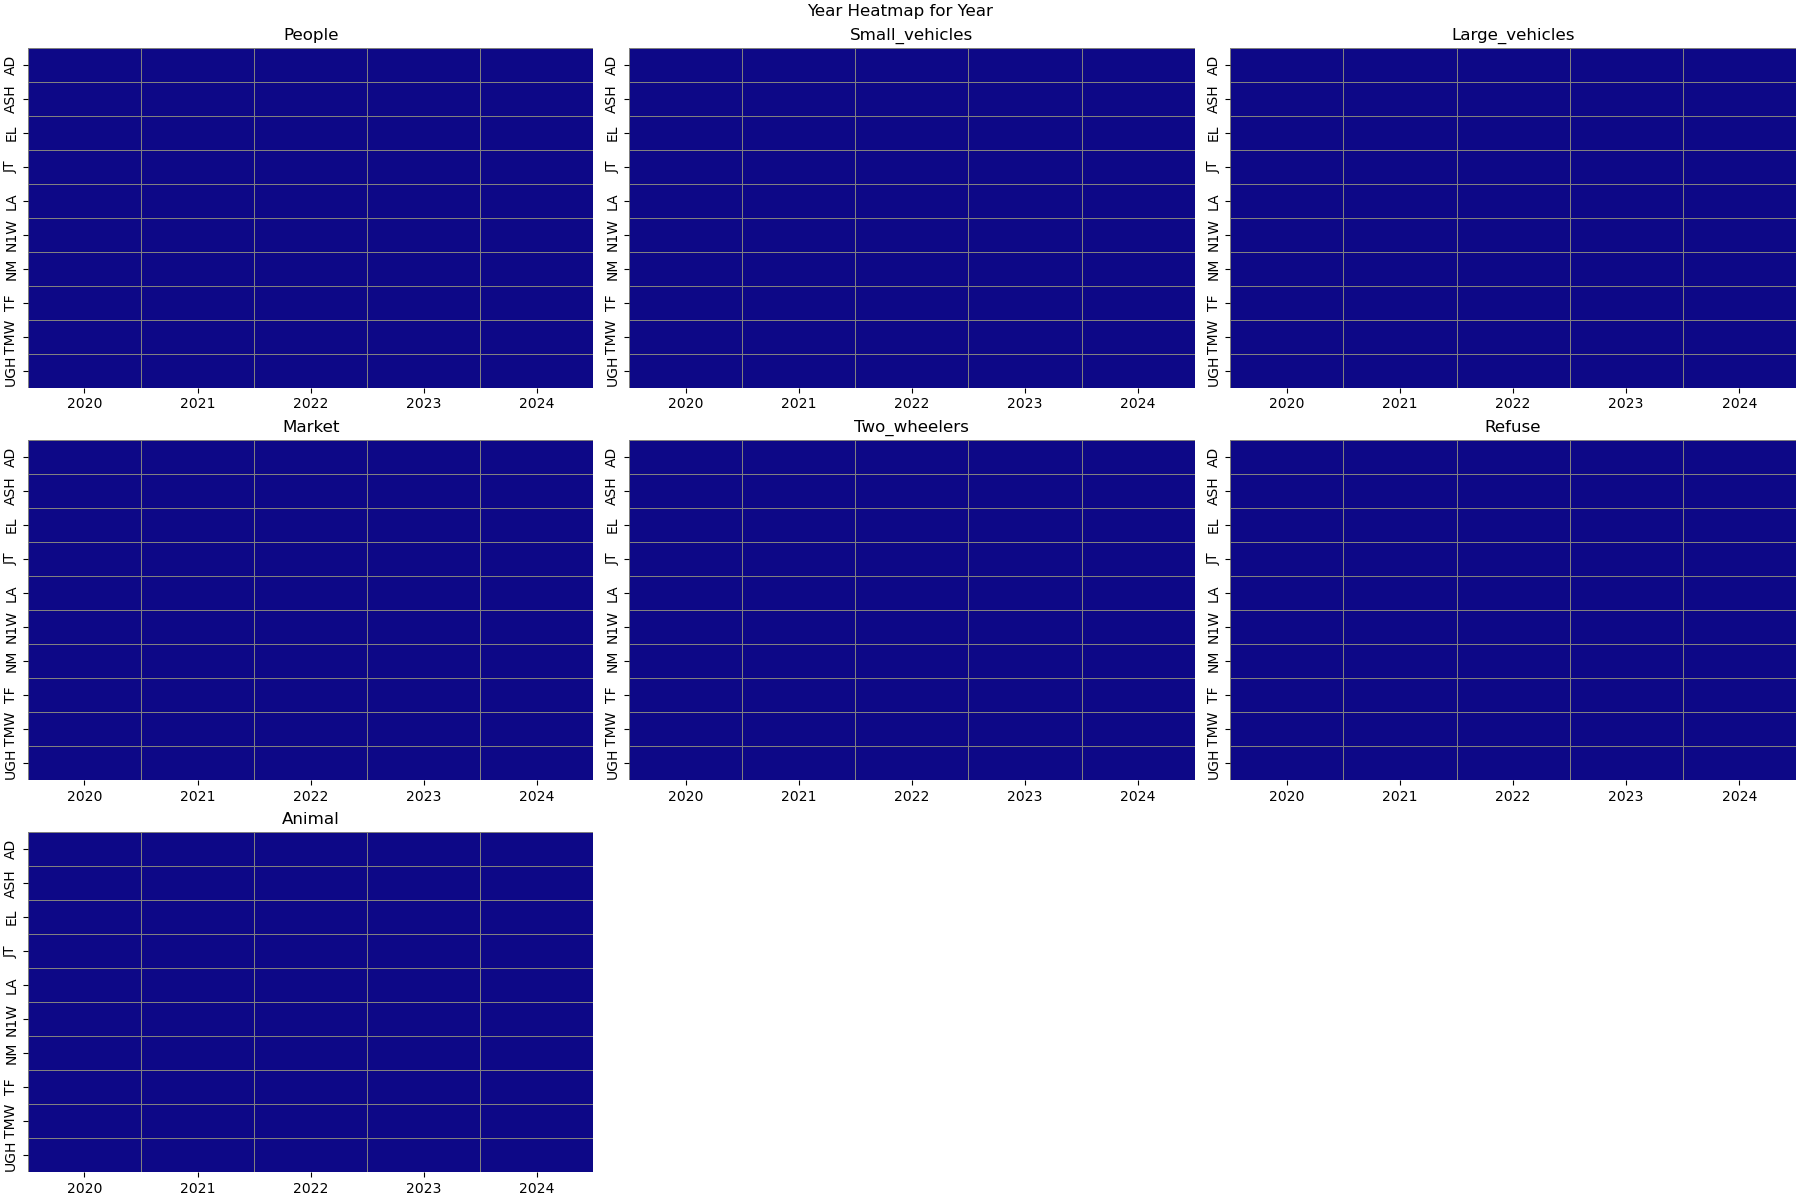 Year Heatmap for Year
People
AD
ASH
EL
JT
LA
N1W
NM
TF
TMW
UGH
2020 2021 2022 2023 2024
Small_vehicles
AD
ASH
EL
JT
LA
N1W
NM
TF
TMW
UGH
2020 2021 2022 2023 2024
Large_vehicles
AD
ASH
EL
JT
LA
N1W
NM
TF
TMW
UGH
2020 2021 2022 2023 2024
Market
AD
ASH
EL
JT
LA
N1W
NM
TF
TMW
UGH
2020 2021 2022 2023 2024
Two_wheelers
AD
ASH
EL
JT
LA
N1W
NM
TF
TMW
UGH
2020 2021 2022 2023 2024
Refuse
AD
ASH
EL
JT
LA
N1W
NM
TF
TMW
UGH
2020 2021 2022 2023 2024
Animal
AD
ASH
EL
JT
LA
N1W
NM
TF
TMW
UGH
2020 2021 2022 2023 2024